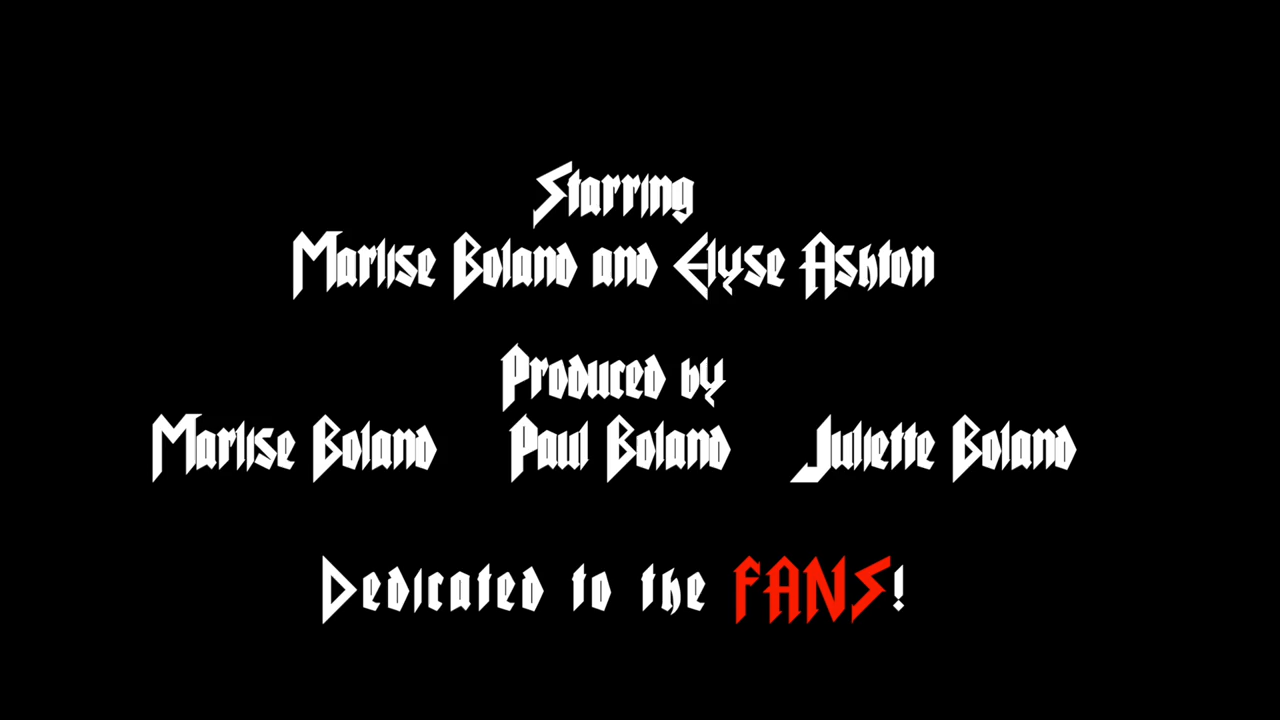 Starring
Marlise Boland and Elyse Ashton
Produced by
Marlise Boland Paul Boland Juliette Boland
Dedicated to the FANS!